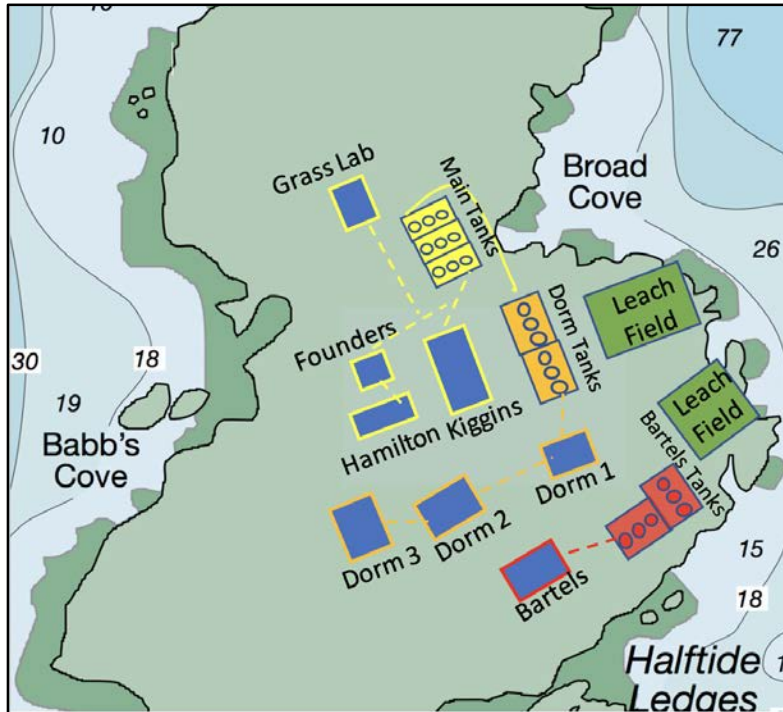 77
10
Grass Lab
Main Tanks
Broad
Cove
26
Dorm Tanks
Leach
Field
Founders
30
18
19
Babb's
Cove
Hamilton
Kiggins
Leach
Field
Bartels Tanks
Dorm 1
Dorm 2
Dorm 3
Bartels
15
18
Halftide
Ledges